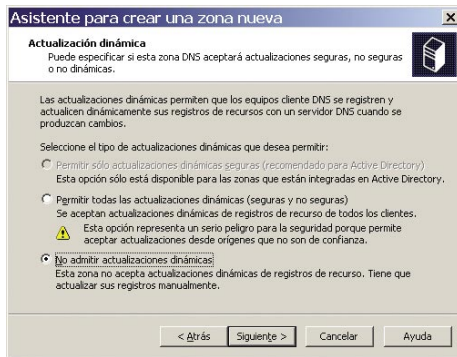 Asistente para crear una zona nueva
Actualización dinámica
Puede especificar si esta zona DNS aceptará actualizaciones seguras, no seguras
o no dinámicas.
Las actualizaciones dinámicas permiten que los equipos cliente DNS se registren y
actualicen dinámicamente sus registros de recursos con un servidor DNS cuando se
produzcan cambios.
Seleccione el tipo de actualizaciones dinámicas que desea permitir:
Permitir sólo actualizaciones dinámicas seguras (recomendado para Active Directory)
Esta opción sólo está disponible para las zonas que están integradas en Active Directory.
Permitir todas las actualizaciones dinámicas (seguras y no seguras)
Se aceptan actualizaciones dinámicas de registros de recurso de todos los clientes.
Esta opción representa un serio peligro para la seguridad porque permite
aceptar actualizaciones desde orígenes que no son de confianza.
No admitir actualizaciones dinámicas
Esta zona no acepta actualizaciones dinámicas de registros de recurso. Tiene que
actualizar sus registros manualmente.
< Atrás Siguiente > Cancelar Ayuda